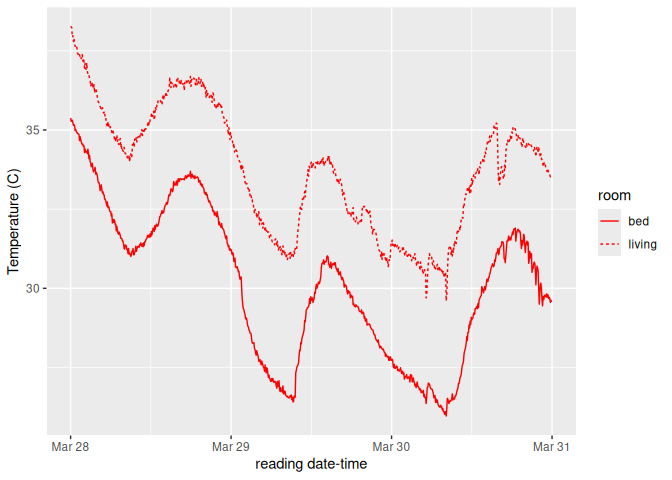 Temperature (C)
35
30
Mar 28
Mar 29
Mar 30
Mar 31
reading date-time
room
bed
living